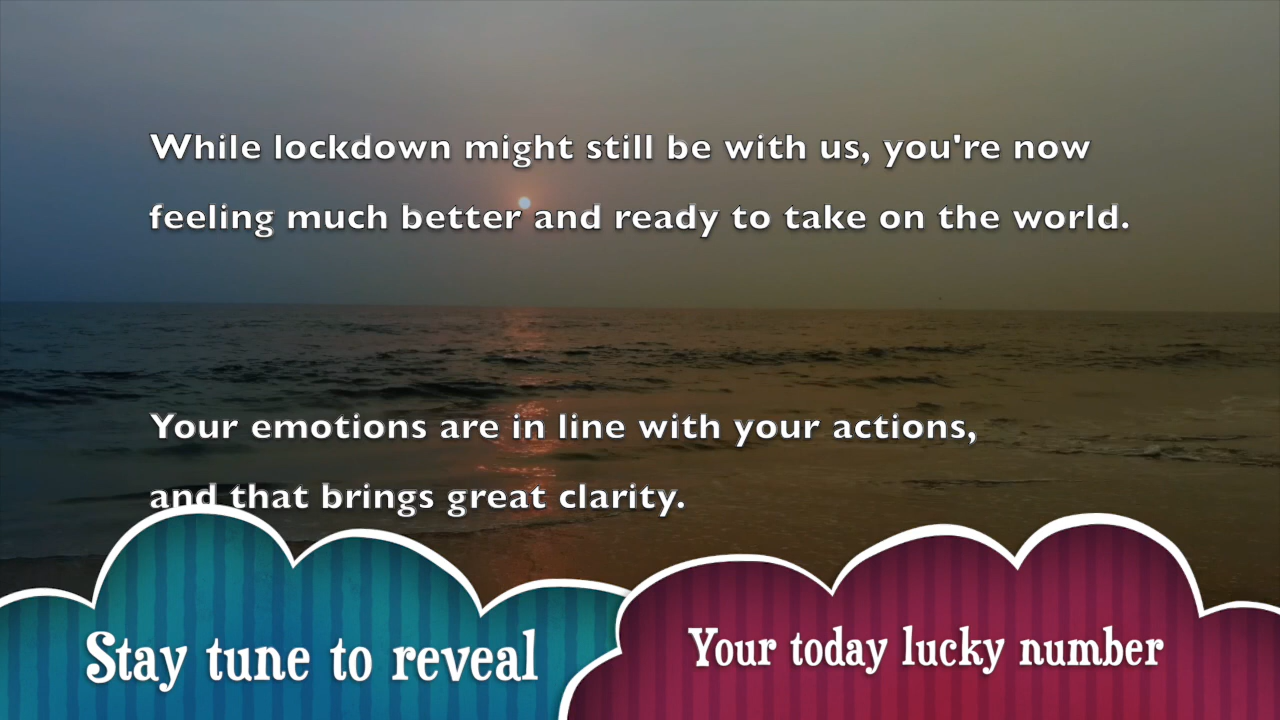 While lockdown might still be with us, you're now
feeling much better and ready to take on the world.
Your emotions are in line with your actions,
and that brings great clarity.
Stay tune to reveal
Your today lucky number